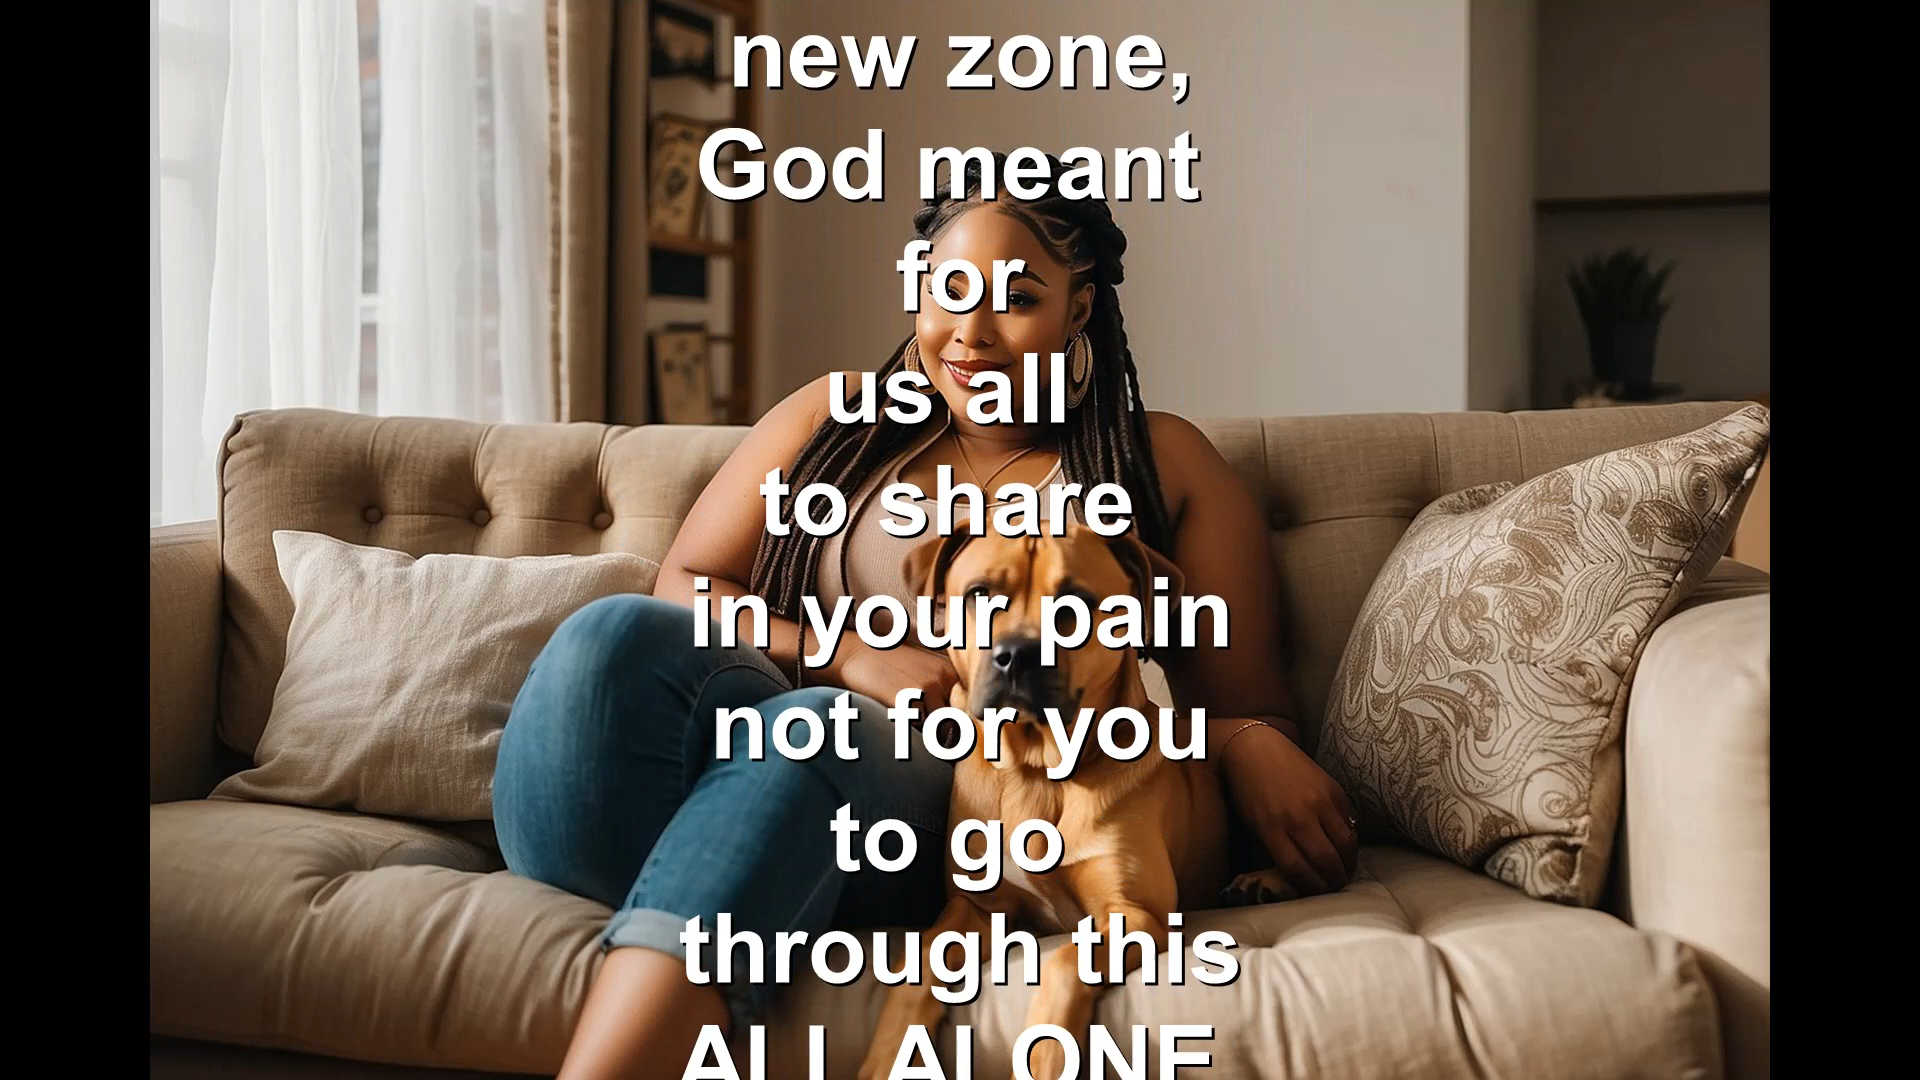 new zone,
God meant
for
us all
to share
in your pain
not for you
to go
through this
ALL ALONE